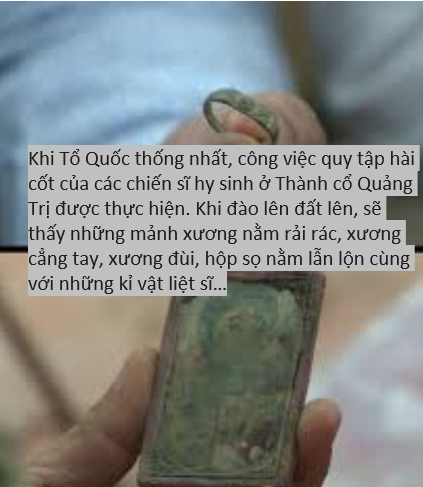 Khi Tổ Quốc thống nhất, công việc quy tập hài
cốt của các chiến sĩ hy sinh ở Thành cổ Quảng
Trị được thực hiện. Khi đào lên đất lên, sẽ
thấy những mảnh xương nằm rải rác, xương
cẳng tay, xương đùi, hộp sọ nằm lẫn lộn cùng
với những kỉ vật liệt sĩ...